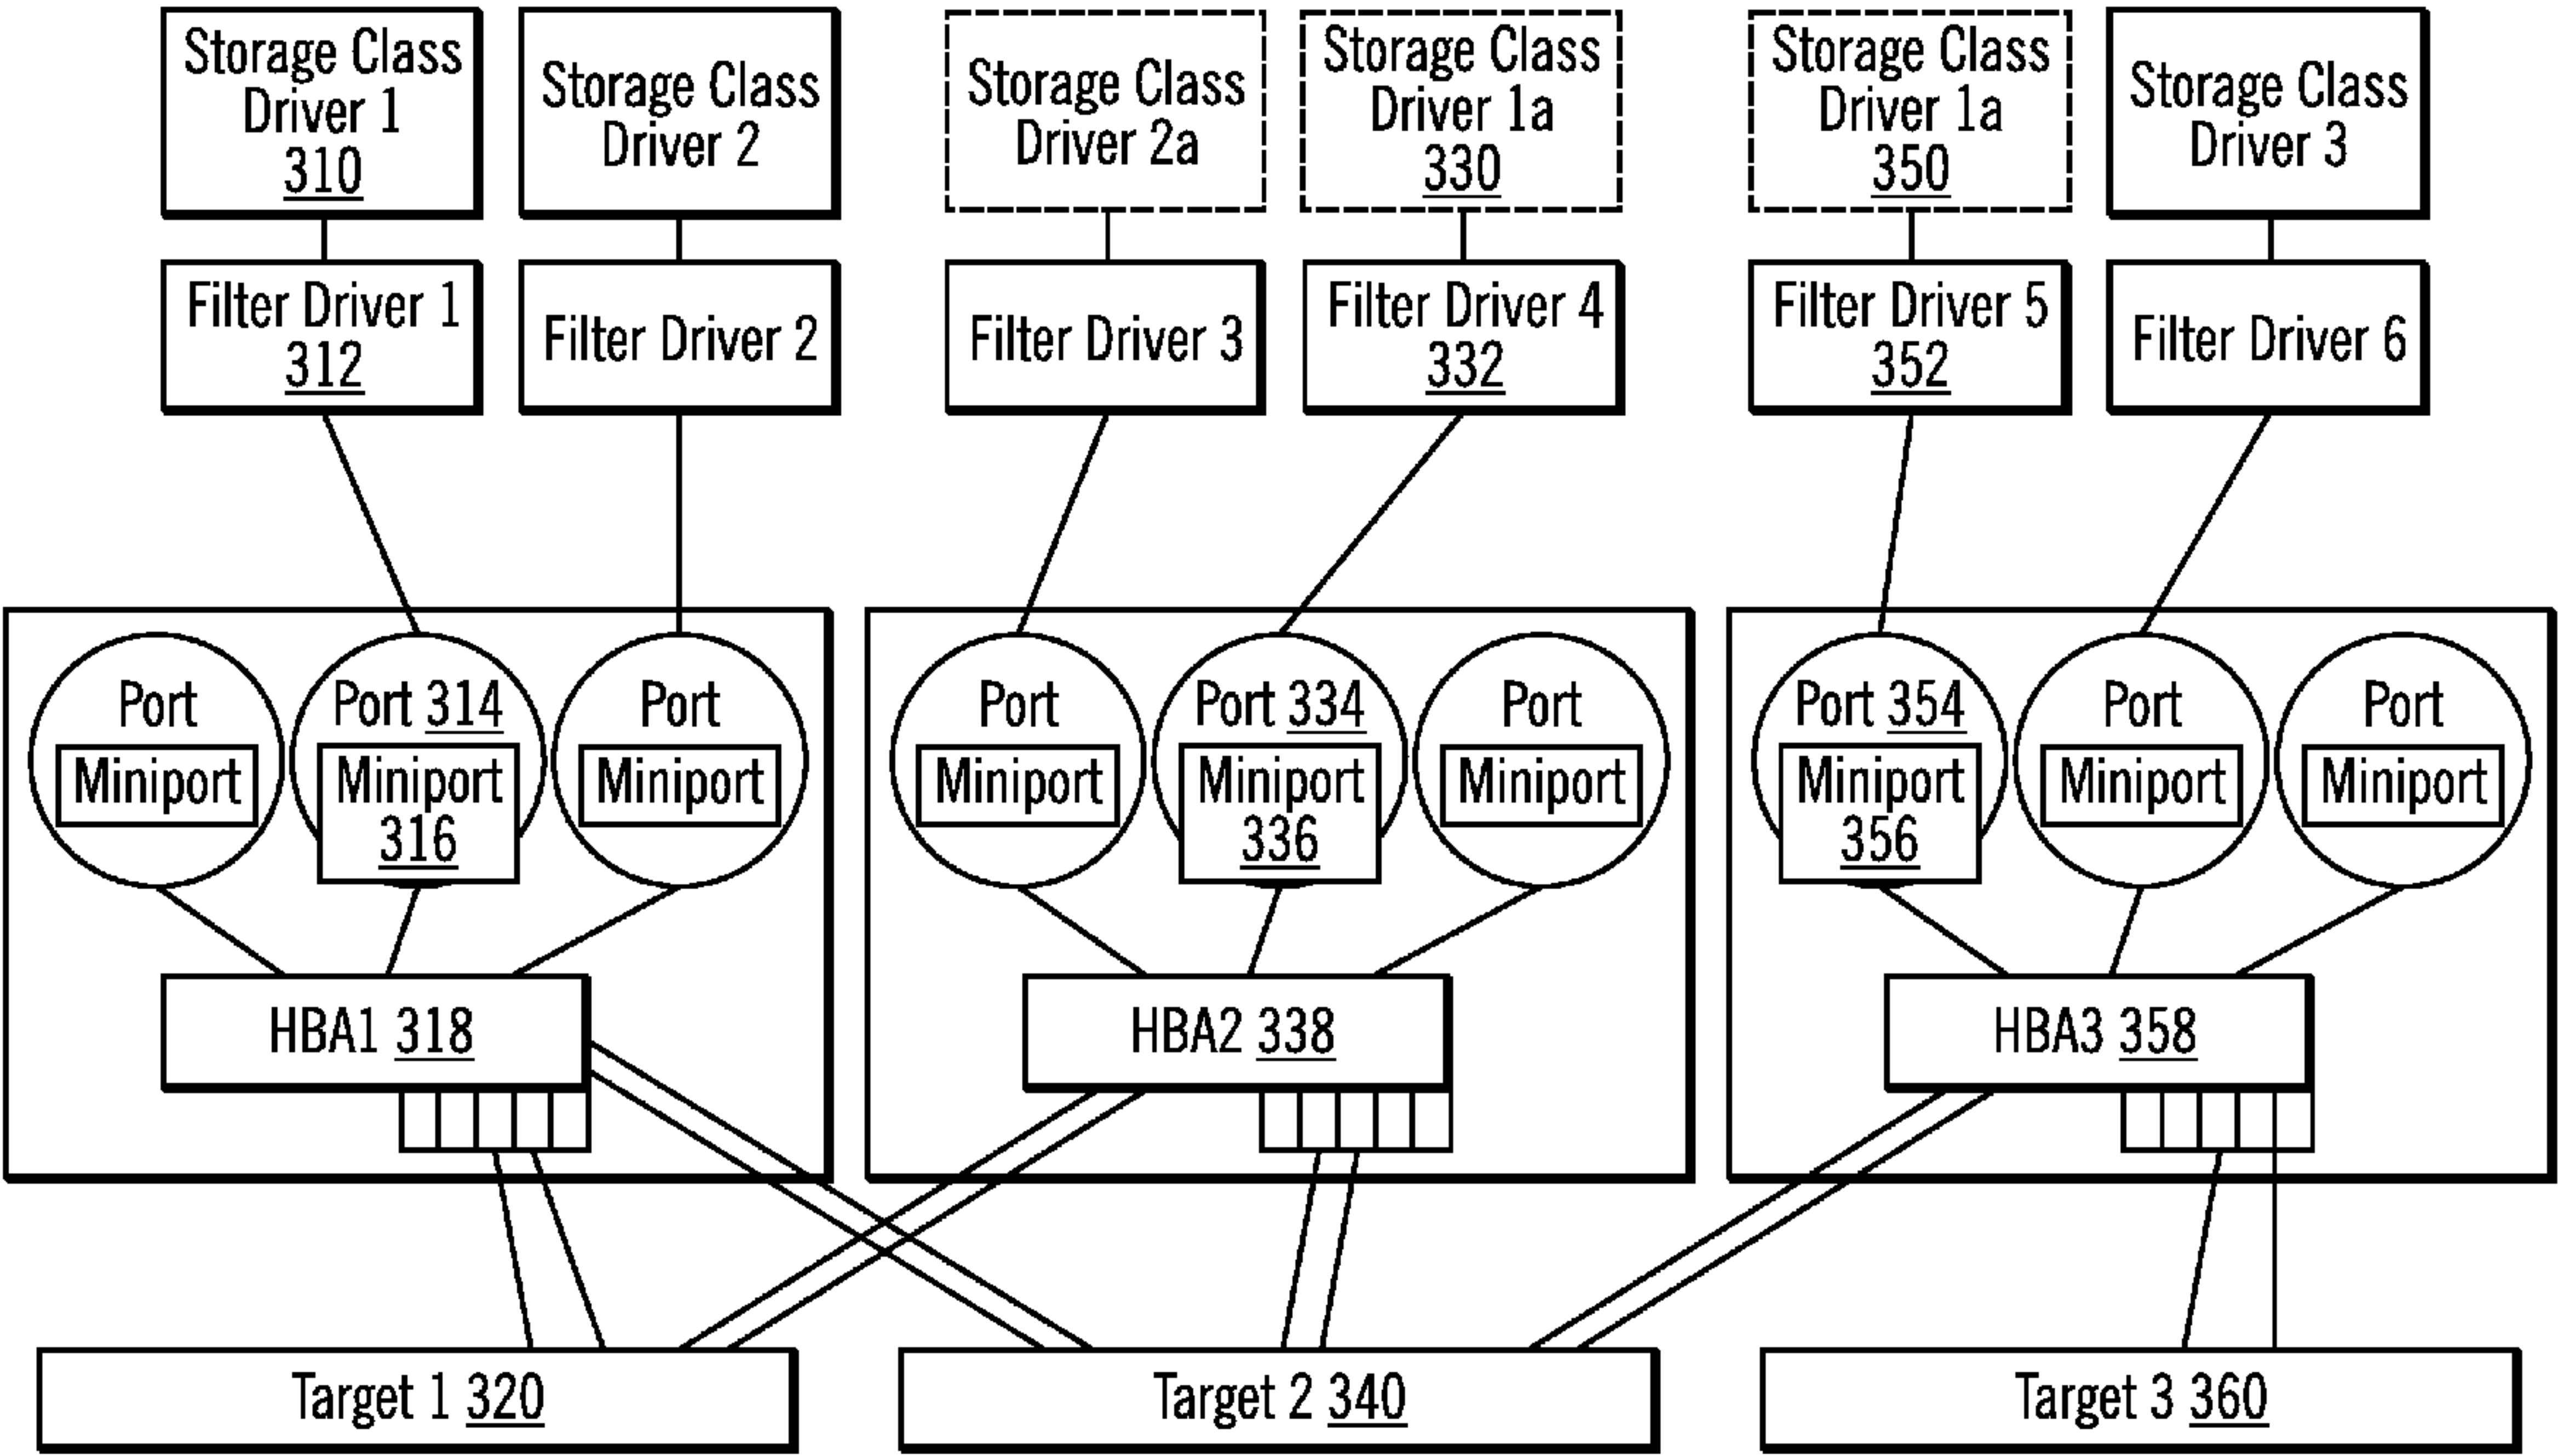 Storage Class
Driver 1
310
Storage Class
Driver 2
Storage Class
Driver 2a
Storage Class
Driver 1a
330
Storage Class
Driver 1a
350
Storage Class
Driver 3
Filter Driver 1
312
Filter Driver 2
Filter Driver 3
Filter Driver 4
332
Filter Driver 5
352
Filter Driver 6
Port
Miniport
Port 314
Miniport
316
Port
Miniport
Port
Miniport
Port 334
Miniport
336
Port
Miniport
Port 354
Miniport
356
Port
Miniport
Port
Miniport
HBA1 318
HBA2 338
HBA3 358
Target 1 320
Target 2 340
Target 3 360